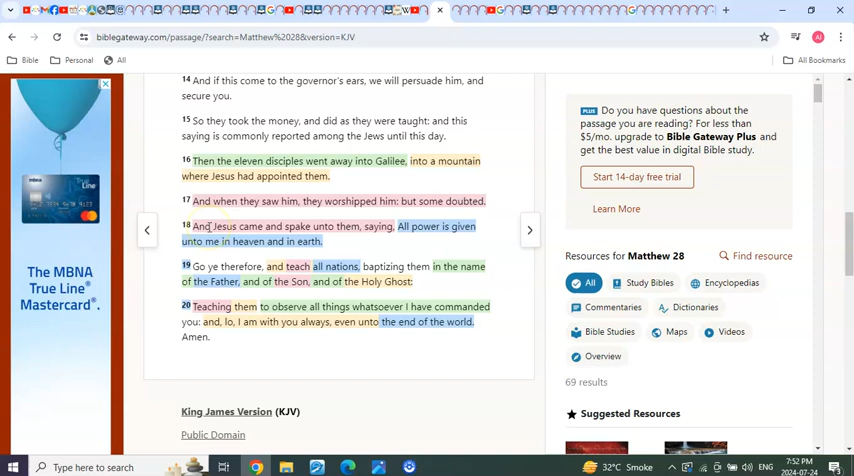 biblegateway.com/passage/?search=Matthew%2028&version=KJV
All Bookmarks
Bible
Personal
All
14 And if this come to the governor's ears, we will persuade him, and
secure you.
15 So they took the money, and did as they were taught: and this
saying is commonly reported among the Jews until this day.
16 Then the eleven disciples went away into Galilee, into a mountain
where Jesus had appointed them.
17 And when they saw him, they worshipped him: but some doubted.
18 And Jesus came and spake unto them, saying, All power is given
unto me in heaven and in earth.
19 Go ye therefore, and teach all nations, baptizing them in the name
of the Father, and of the Son, and of the Holy Ghost:
20 Teaching them to observe all things whatsoever I have commanded
you: and, lo, I am with you always, even unto the end of the world.
Amen.
King James Version (KJV)
Public Domain
MBNA
True Line
The MBNA
True Line®
Mastercard®
PLUS Do you have questions about the
passage you are reading? For less than
$5/mo. upgrade to Bible Gateway Plus and
get the best value in digital Bible study.
Start 14-day free trial
Learn More
Resources for Matthew 28
Find resource
All
Study Bibles
Encyclopedias
Commentaries
Dictionaries
Bible Studies
Maps
Videos
Overview
69 results
Suggested Resources
Type here to search
32°C Smoke
ENG
7:52 PM
2024-07-24